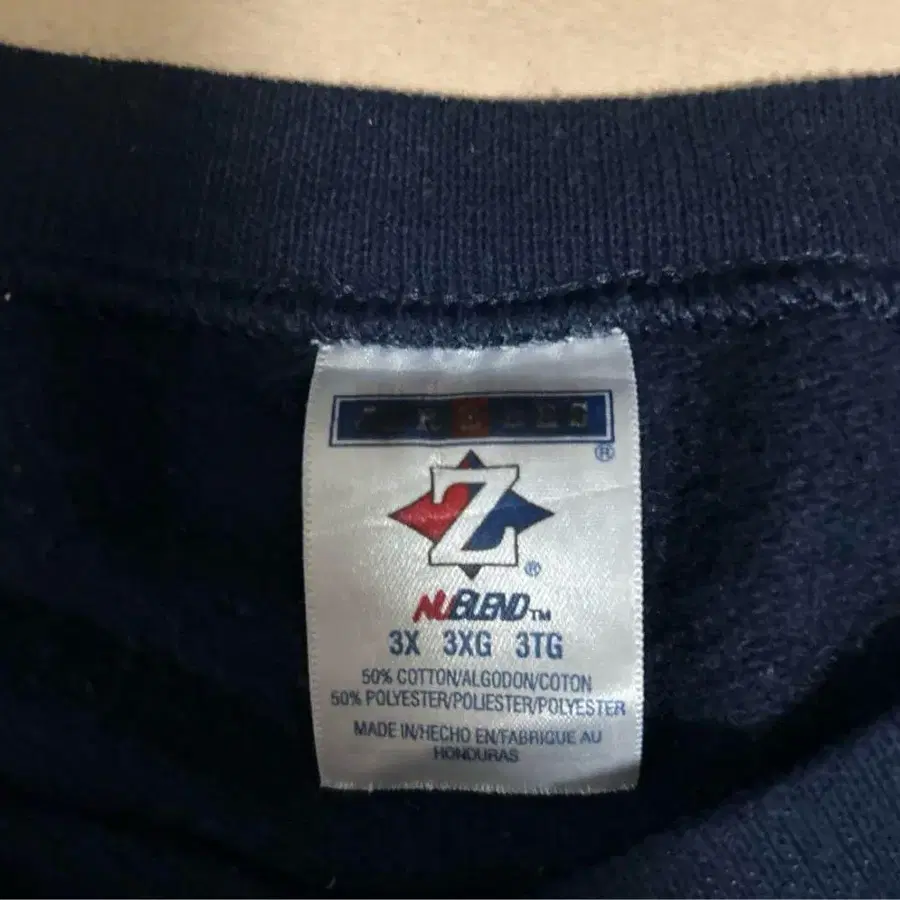 ®
Z®
NUBLEND™
3X 3XG 3TG
50% COTTON/ALGODON/COTON
50% POLYESTER/POLIESTER/POLYESTER
MADE IN/HECHO EN/FABRIQUE AU
HONDURAS